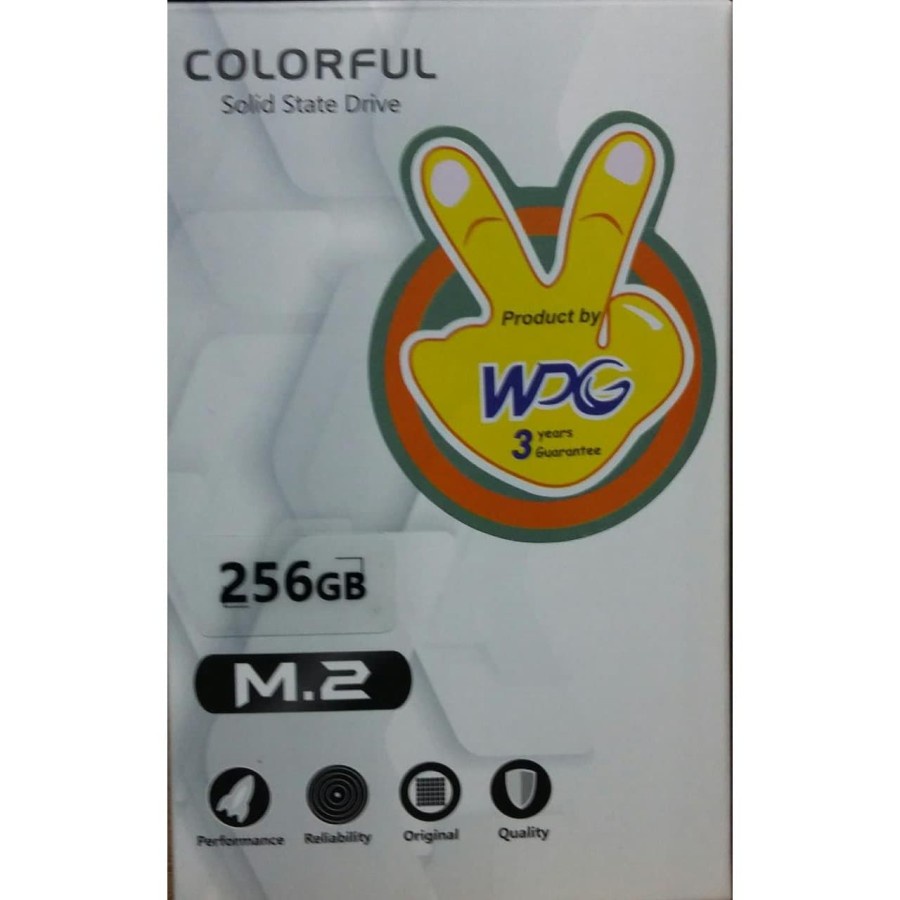 COLORFUL
Solid State Drive
Product by
WDG
3 years
Guarantee
256GB
M.2
Performance
Reliability
Original
Quality